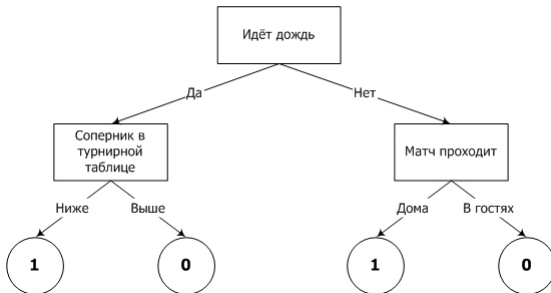 Идёт дождь
Да
Нет
Соперник в
турнирной
таблице
Матч проходит
Ниже
Выше
Дома
В гостях
1
0
1
0